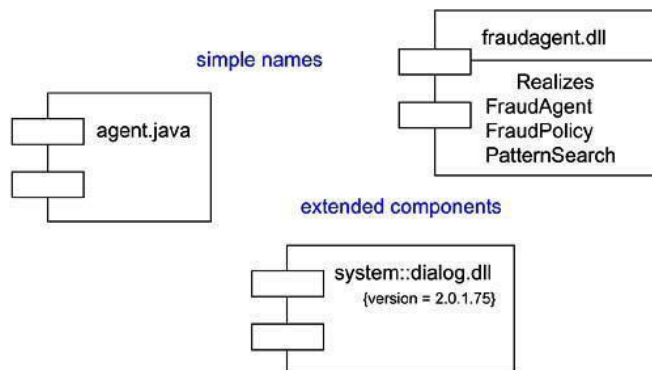 fraudagent.dll
simple names
Realizes
FraudAgent
FraudPolicy
PatternSearch
agent.java
extended components
system::dialog.dll
{version = 2.0.1.75}